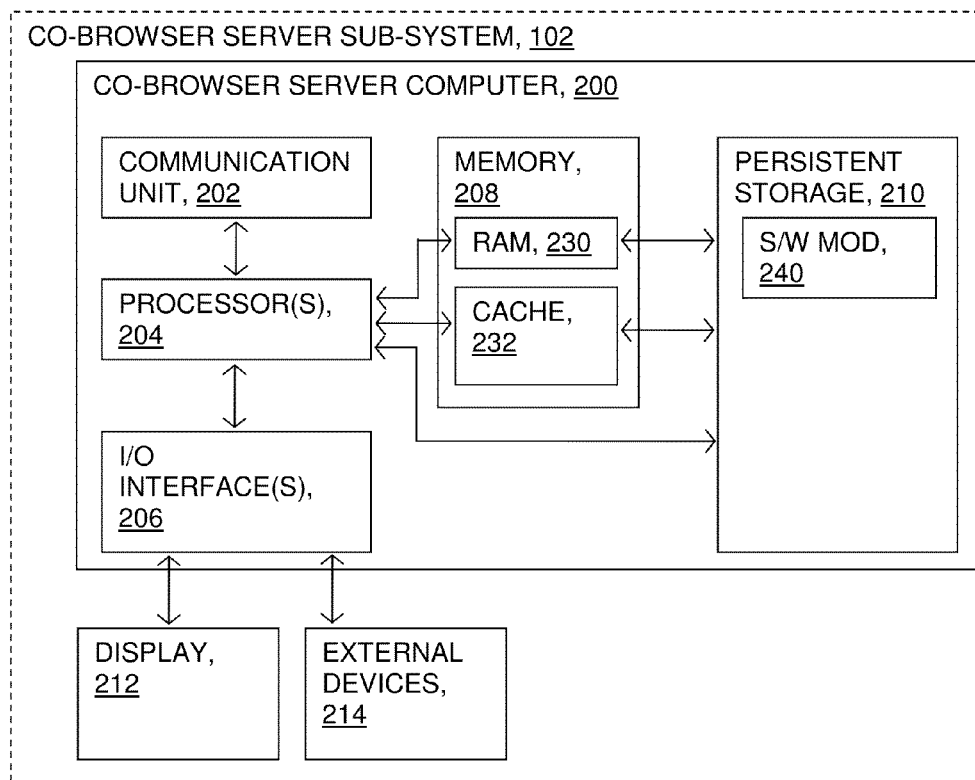 CO-BROWSER SERVER SUB-SYSTEM, 102
CO-BROWSER SERVER COMPUTER, 200
COMMUNICATION
UNIT, 202
MEMORY,
208
PERSISTENT
STORAGE, 210
RAM, 230
S/W MOD,
240
PROCESSOR(S),
204
CACHE,
232
I/O
INTERFACE(S),
206
DISPLAY,
212
EXTERNAL
DEVICES,
214